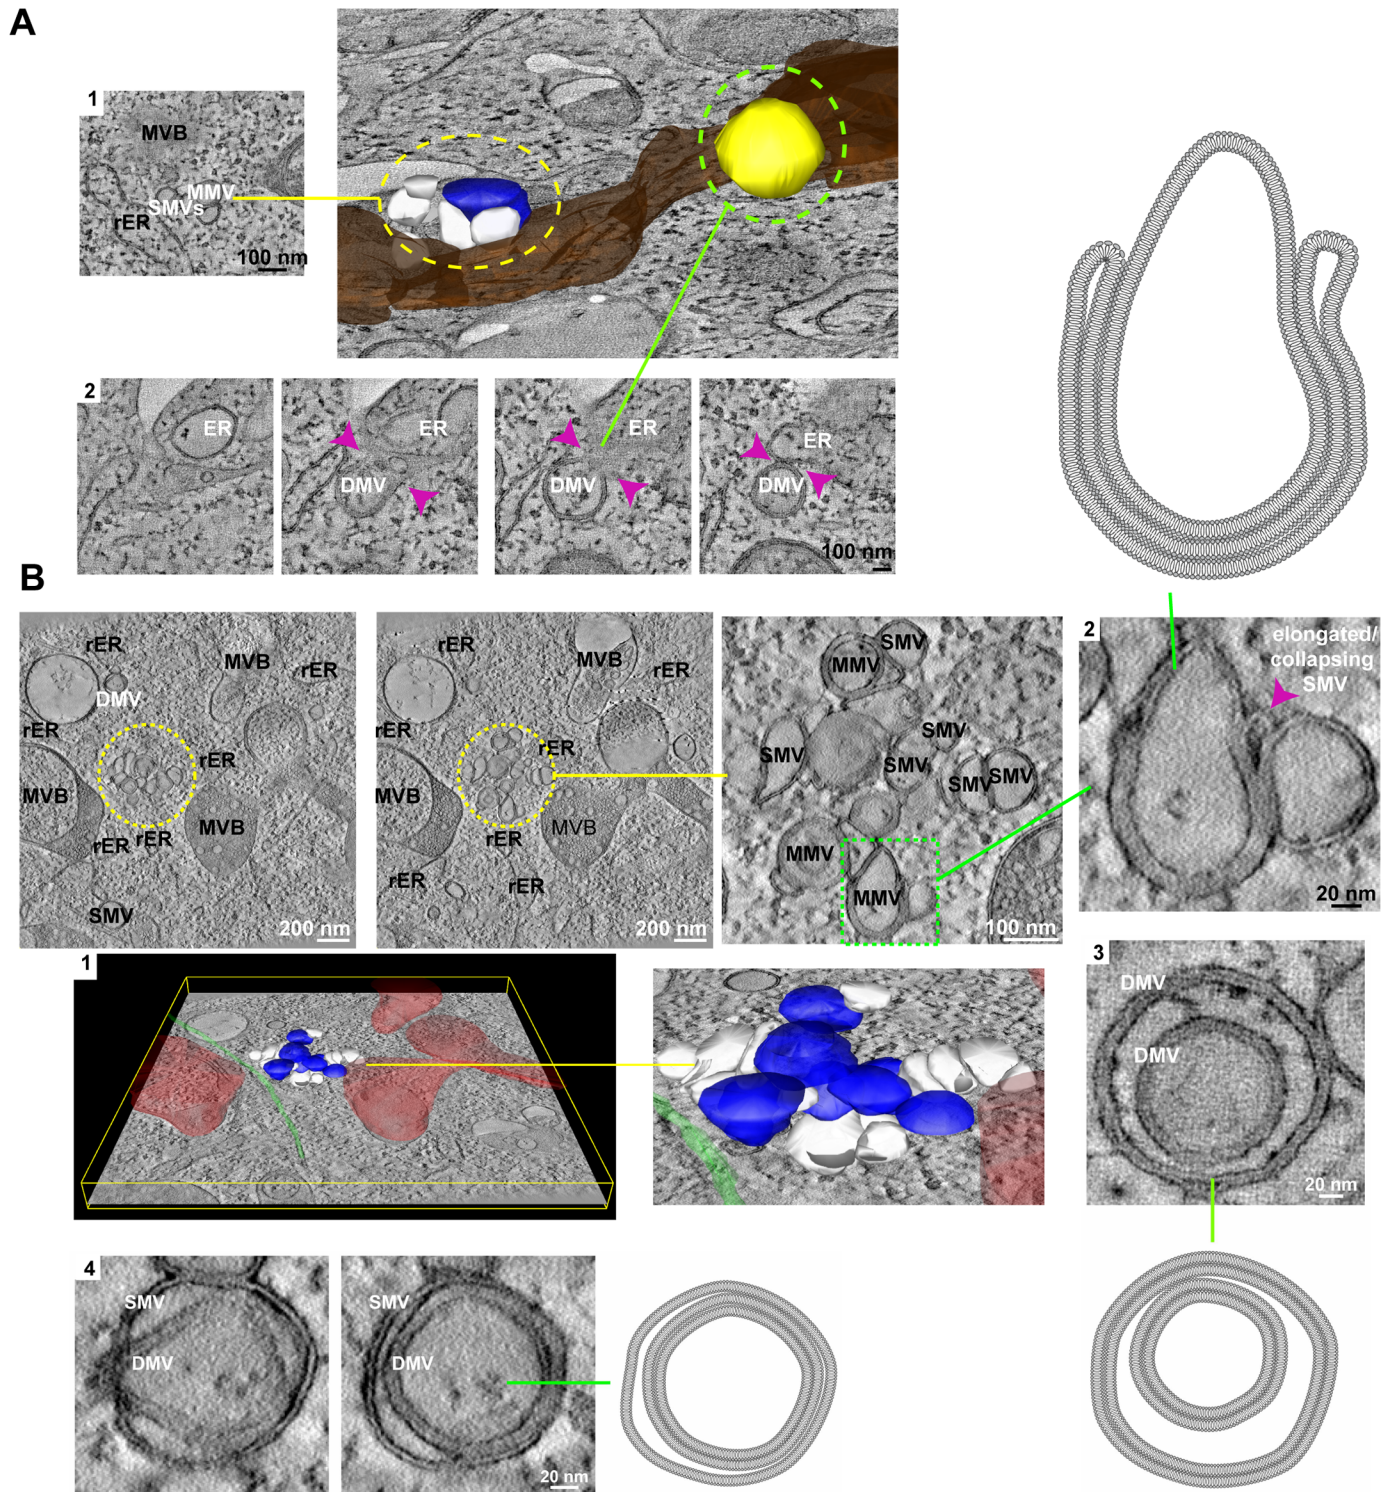 A
1
MVB
MMV
SMVs
rER
100 nm
2
ER
ER
DMV
ER
DMV
ER
DMV
100 nm
B
rER
MVB
DMV
rER
rER
MVB
MVB
rER
rER
SMV
200 nm
rER
MVB
rER
rER
MVB
MVB
rER
rER
rER
200 nm
SMV
MMV
SMV
SMV
SMV
SMV
SMV
MMV
MMV
100 nm
2
elongated/
collapsing
SMV
20 nm
1
3
DMV
DMV
20 nm
4
SMV
DMV
SMV
DMV
20 nm